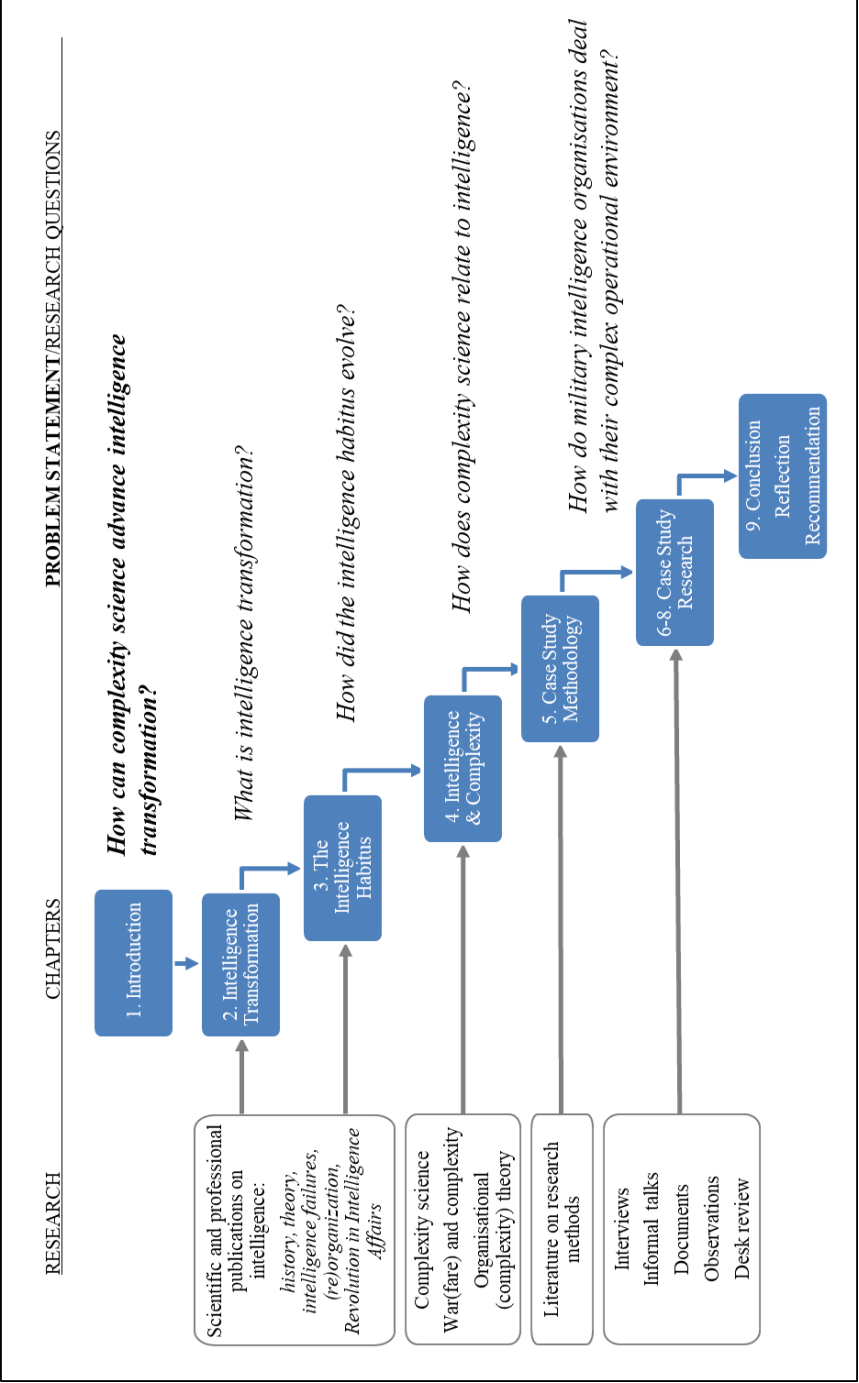 RESEARCH
CHAPTERS
PROBLEM STATEMENT/RESEARCH QUESTIONS
1. Introduction
How can complexity science advance intelligence
transformation?
Scientific and professional
publications on
intelligence:
history, theory,
intelligence failures,
(re)organization,
Revolution in Intelligence
Affairs
2. Intelligence
Transformation
What is intelligence transformation?
3. The
Intelligence
Habitus
How did the intelligence habitus evolve?
Complexity science
War(fare) and complexity
Organisational
(complexity) theory
4. Intelligence
& Complexity
How does complexity science relate to intelligence?
Literature on research
methods
5. Case Study
Methodology
How do military intelligence organisations deal
with their complex operational environment?
Interviews
Informal talks
Documents
Observations
Desk review
6-8. Case Study
Research
9. Conclusion
Reflection
Recommendation